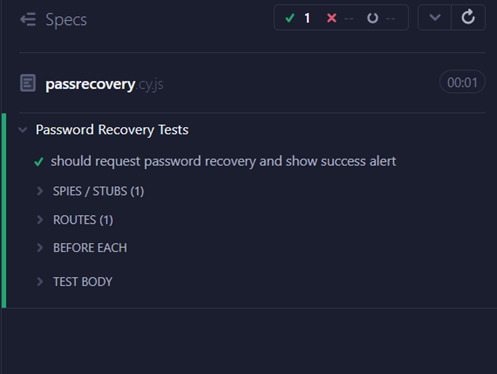 Specs
1 -- --
passrecovery.cy.js
00:01
Password Recovery Tests
should request password recovery and show success alert
SPIES / STUBS (1)
ROUTES (1)
BEFORE EACH
TEST BODY